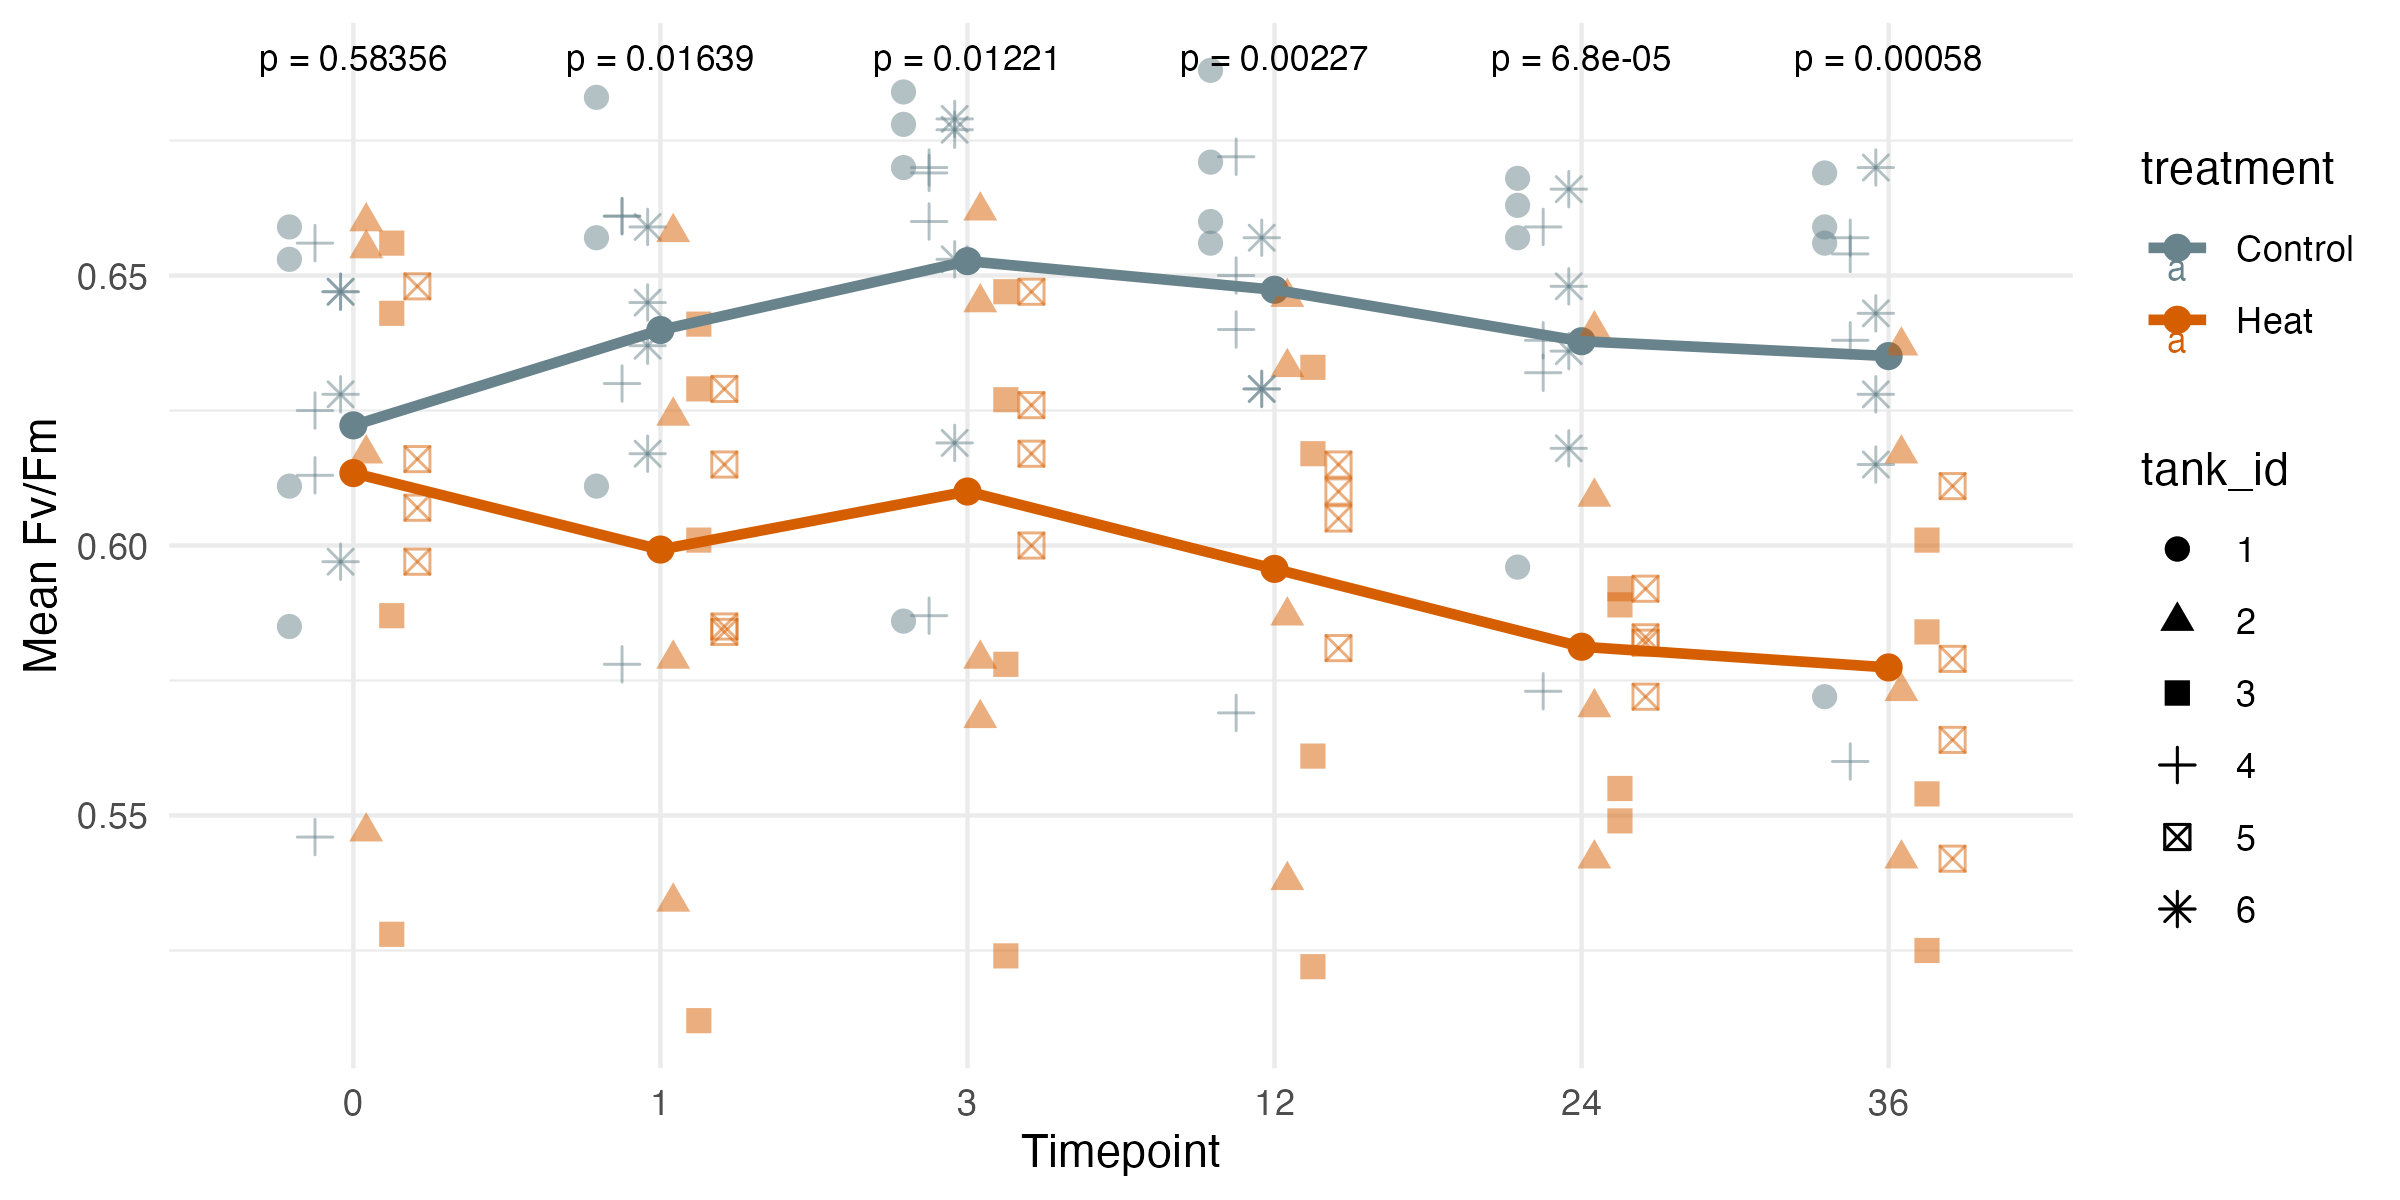 p = 0.58356 p = 0.01639 p = 0.01221 p = 0.00227 p = 6.8e-05 p = 0.00058
Mean Fv/Fm
0.65
0.60
0.55
0 1 3 12 24 36
Timepoint
treatment
a Control
a Heat
tank_id
1
2
3
4
5
6